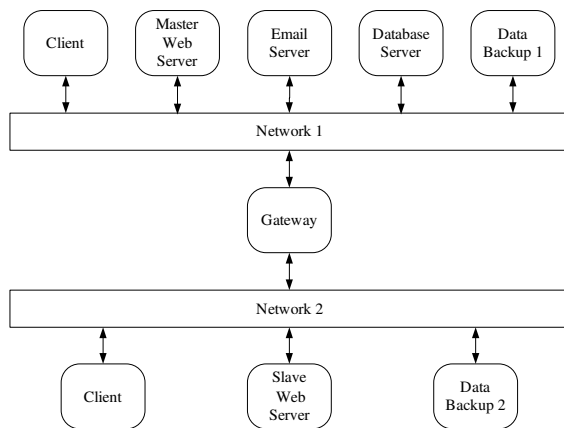 Client
Master
Web
Server
Email
Server
Database
Server
Data
Backup 1
Network 1
Gateway
Network 2
Client
Slave
Web
Server
Data
Backup 2